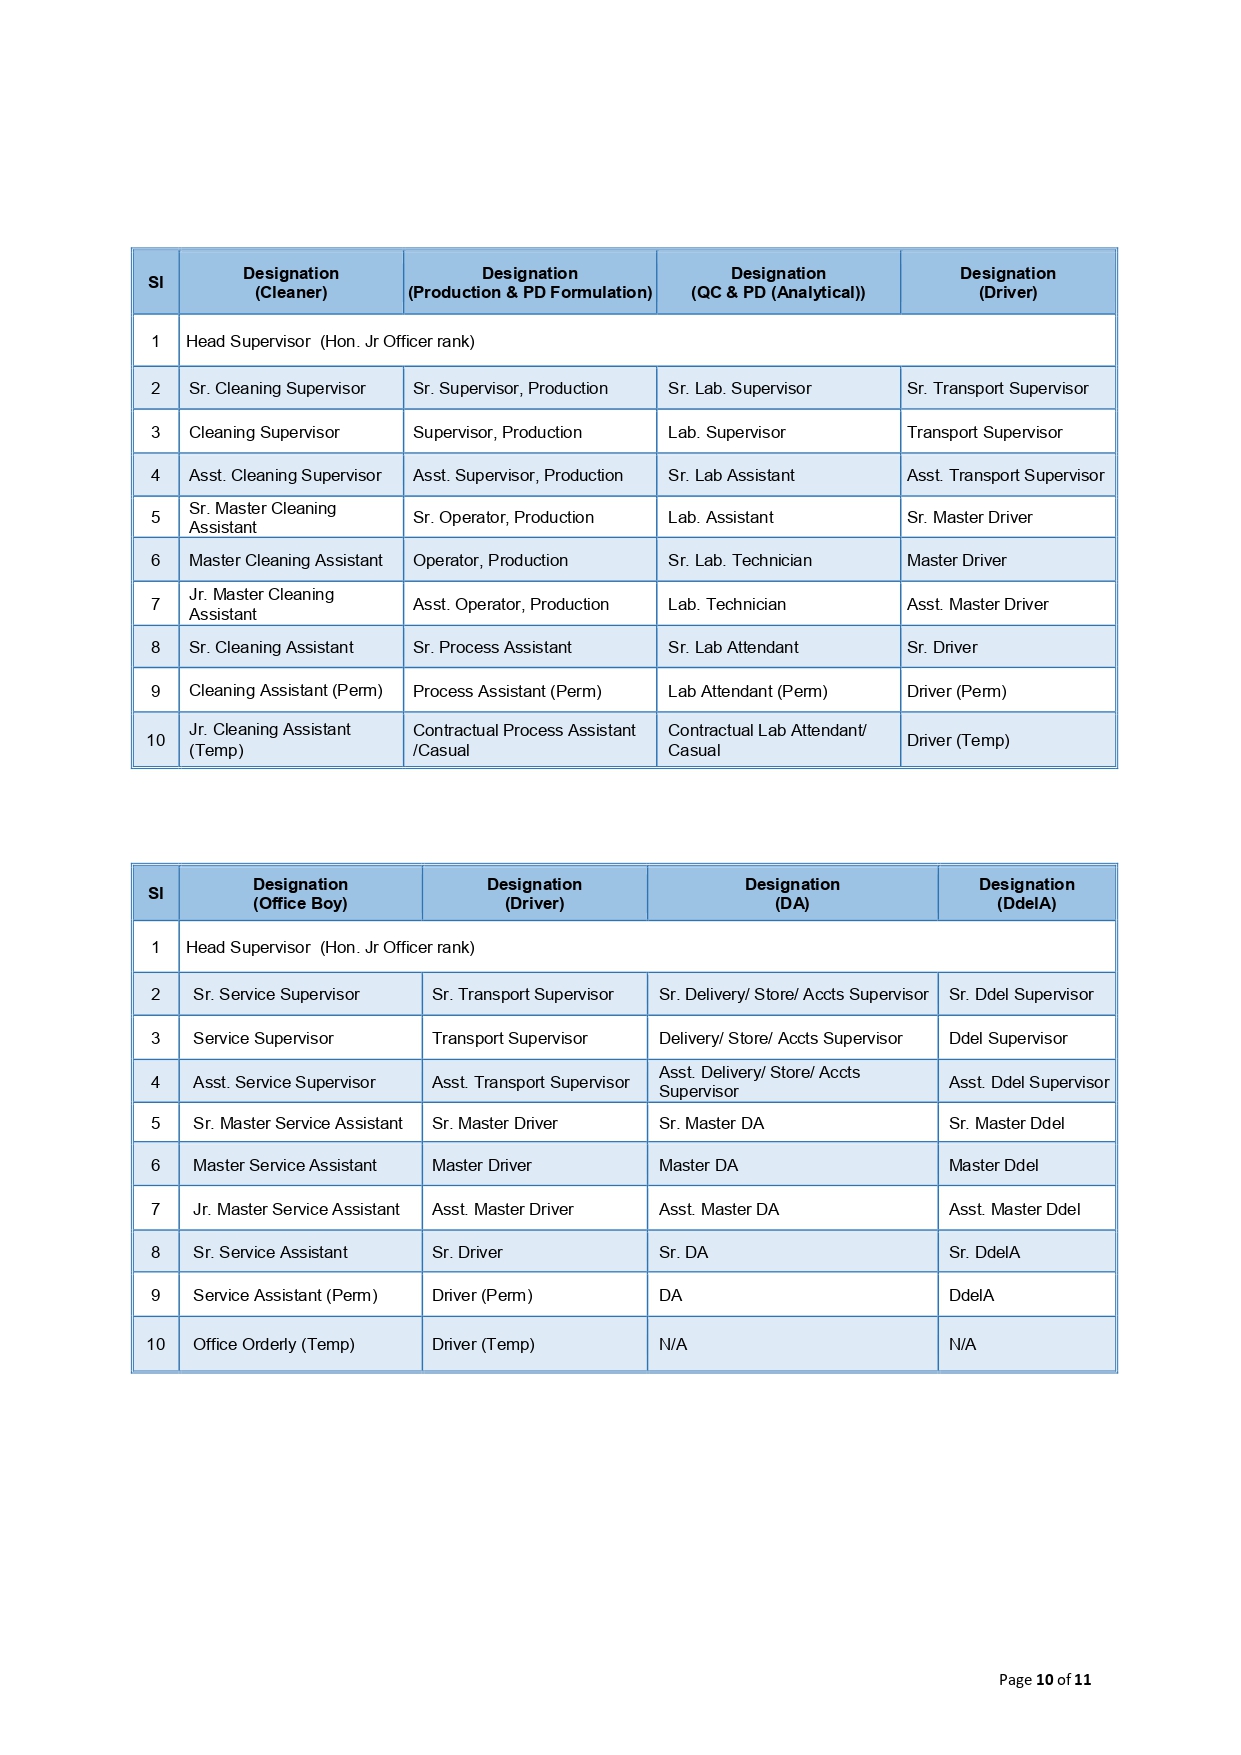 Sl Designation (Cleaner) Designation (Production & PD Formulation) Designation (QC & PD (Analytical)) Designation (Driver)
1 Head Supervisor (Hon. Jr Officer rank)
2 Sr. Cleaning Supervisor Sr. Supervisor, Production Sr. Lab. Supervisor Sr. Transport Supervisor
3 Cleaning Supervisor Supervisor, Production Lab. Supervisor Transport Supervisor
4 Asst. Cleaning Supervisor Asst. Supervisor, Production Sr. Lab Assistant Asst. Transport Supervisor
5 Sr. Master Cleaning Assistant Sr. Operator, Production Lab. Assistant Sr. Master Driver
6 Master Cleaning Assistant Operator, Production Sr. Lab. Technician Master Driver
7 Jr. Master Cleaning Assistant Asst. Operator, Production Lab. Technician Asst. Master Driver
8 Sr. Cleaning Assistant Sr. Process Assistant Sr. Lab Attendant Sr. Driver
9 Cleaning Assistant (Perm) Process Assistant (Perm) Lab Attendant (Perm) Driver (Perm)
10 Jr. Cleaning Assistant (Temp) Contractual Process Assistant /Casual Contractual Lab Attendant/ Casual Driver (Temp)
Sl Designation (Office Boy) Designation (Driver) Designation (DA) Designation (DdelA)
1 Head Supervisor (Hon. Jr Officer rank)
2 Sr. Service Supervisor Sr. Transport Supervisor Sr. Delivery/ Store/ Accts Supervisor Sr. Ddel Supervisor
3 Service Supervisor Transport Supervisor Delivery/ Store/ Accts Supervisor Ddel Supervisor
4 Asst. Service Supervisor Asst. Transport Supervisor Asst. Delivery/ Store/ Accts Supervisor Asst. Ddel Supervisor
5 Sr. Master Service Assistant Sr. Master Driver Sr. Master DA Sr. Master Ddel
6 Master Service Assistant Master Driver Master DA Master Ddel
7 Jr. Master Service Assistant Asst. Master Driver Asst. Master DA Asst. Master Ddel
8 Sr. Service Assistant Sr. Driver Sr. DA Sr. DdelA
9 Service Assistant (Perm) Driver (Perm) DA DdelA
10 Office Orderly (Temp) Driver (Temp) N/A N/A
Page 10 of 11